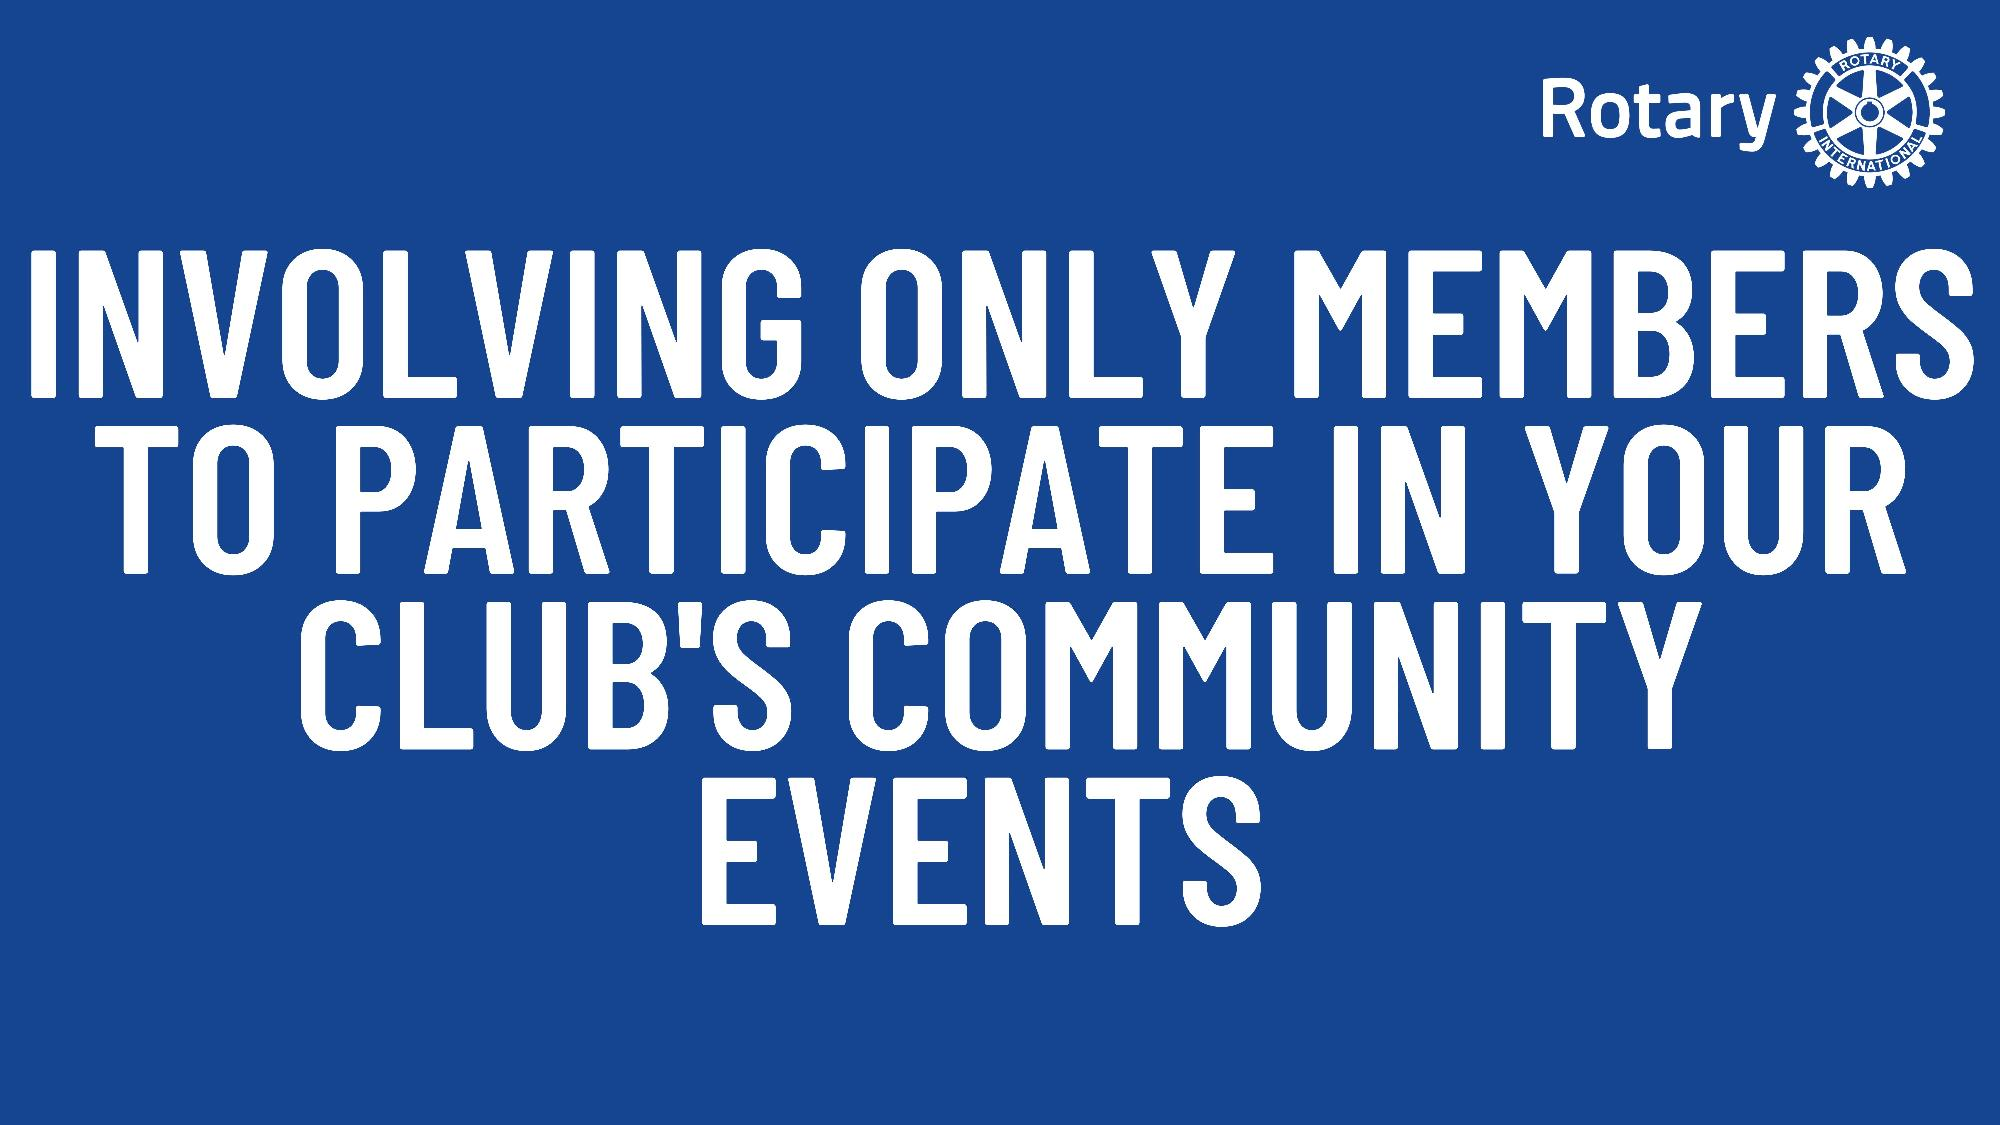 Rotary
ROTARY
INTERNATIONAL
INVOLVING ONLY MEMBERS
TO PARTICIPATE IN YOUR
CLUB'S COMMUNITY
EVENTS